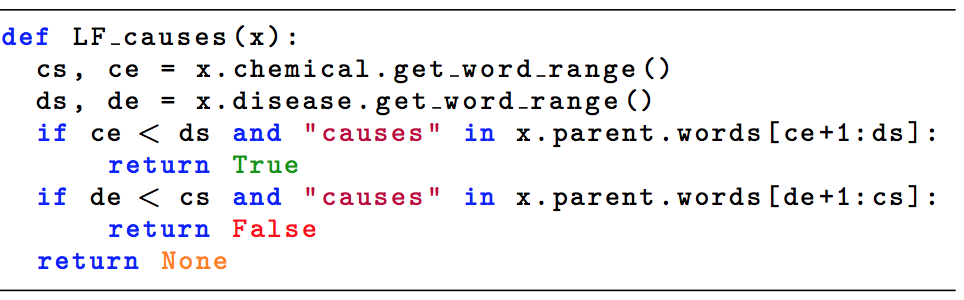 def LF_causes(x):
  cs, ce = x.chemical.get_word_range()
  ds, de = x.disease.get_word_range()
  if ce < ds and "causes" in x.parent.words[ce+1:ds]:
      return True
  if de < cs and "causes" in x.parent.words[de+1:cs]:
      return False
  return None